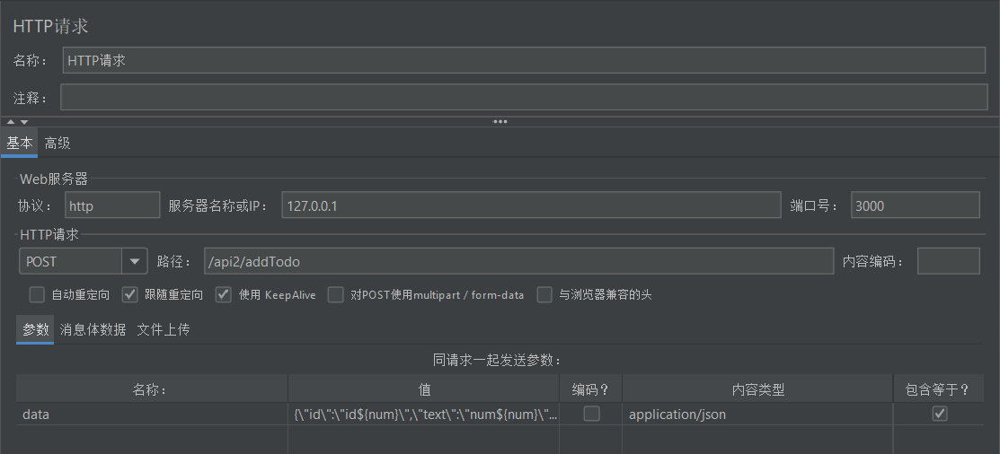 HTTP请求
名称： HTTP请求
注释：
基本 高级
Web服务器
协议： http 服务器名称或IP： 127.0.0.1 端口号： 3000
HTTP请求
POST 路径： /api2/addTodo 内容编码：
自动重定向 跟随重定向 使用 KeepAlive 对POST使用multipart / form-data 与浏览器兼容的头
参数 消息体数据 文件上传
同请求一起发送参数：
名称： 值 编码？ 内容类型 包含等于？
data {\"id\":\"id${num}\",\"text\":\"num${num}\"... application/json